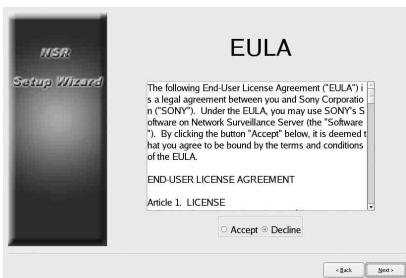 NSR
Setup Wizard
EULA
The following End-User License Agreement ("EULA") i
s a legal agreement between you and Sony Corporatio
n ("SONY"). Under the EULA, you may use SONY's S
oftware on Network Surveillance Server (the "Software
"). By clicking the button "Accept" below, it is deemed t
hat you agree to be bound by the terms and conditions
of the EULA.
END-USER LICENSE AGREEMENT
Article 1. LICENSE
Accept Decline
< Back Next >